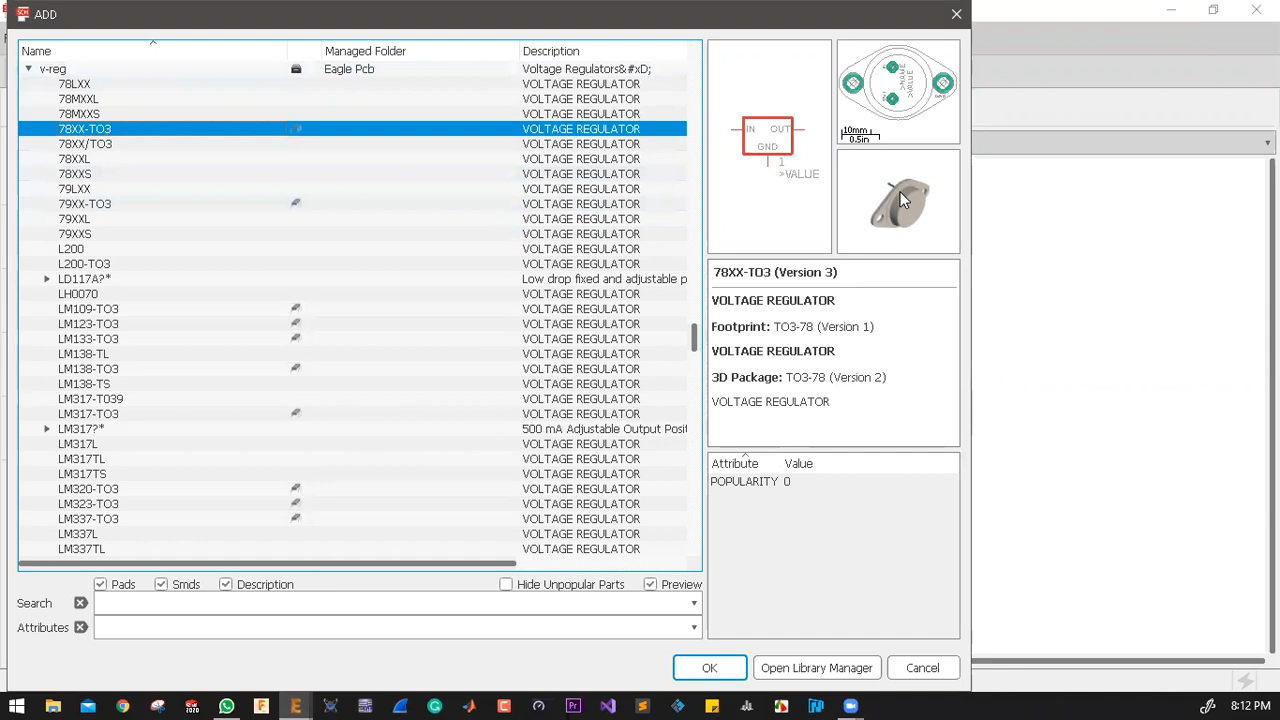 SCH ADD
Name Managed Folder Description
v-reg Eagle Pcb Voltage Regulators&#xD;
78LXX VOLTAGE REGULATOR
78MXXL VOLTAGE REGULATOR
78MXXS VOLTAGE REGULATOR
78XX-TO3 VOLTAGE REGULATOR
78XX/TO3 VOLTAGE REGULATOR
78XXL VOLTAGE REGULATOR
78XXS VOLTAGE REGULATOR
79LXX VOLTAGE REGULATOR
79XX-TO3 VOLTAGE REGULATOR
79XXL VOLTAGE REGULATOR
79XXS VOLTAGE REGULATOR
L200 VOLTAGE REGULATOR
L200-TO3 VOLTAGE REGULATOR
LD117A?* Low drop fixed and adjustable p
LH0070 VOLTAGE REGULATOR
LM109-TO3 VOLTAGE REGULATOR
LM123-TO3 VOLTAGE REGULATOR
LM133-TO3 VOLTAGE REGULATOR
LM138-TL VOLTAGE REGULATOR
LM138-TO3 VOLTAGE REGULATOR
LM138-TS VOLTAGE REGULATOR
LM317-T039 VOLTAGE REGULATOR
LM317-TO3 VOLTAGE REGULATOR
LM317?* 500 mA Adjustable Output Posit
LM317L VOLTAGE REGULATOR
LM317TL VOLTAGE REGULATOR
LM317TS VOLTAGE REGULATOR
LM320-TO3 VOLTAGE REGULATOR
LM323-TO3 VOLTAGE REGULATOR
LM337-TO3 VOLTAGE REGULATOR
LM337L VOLTAGE REGULATOR
LM337TL VOLTAGE REGULATOR
Pads Smds Description Hide Unpopular Parts Preview
Search
Attributes
IN OUT
GND
1
>VALUE
>NAME
>VALUE
10mm
0.5in
78XX-TO3 (Version 3)
VOLTAGE REGULATOR
Footprint: TO3-78 (Version 1)
VOLTAGE REGULATOR
3D Package: TO3-78 (Version 2)
VOLTAGE REGULATOR
Attribute Value
POPULARITY 0
OK Open Library Manager Cancel
8:12 PM